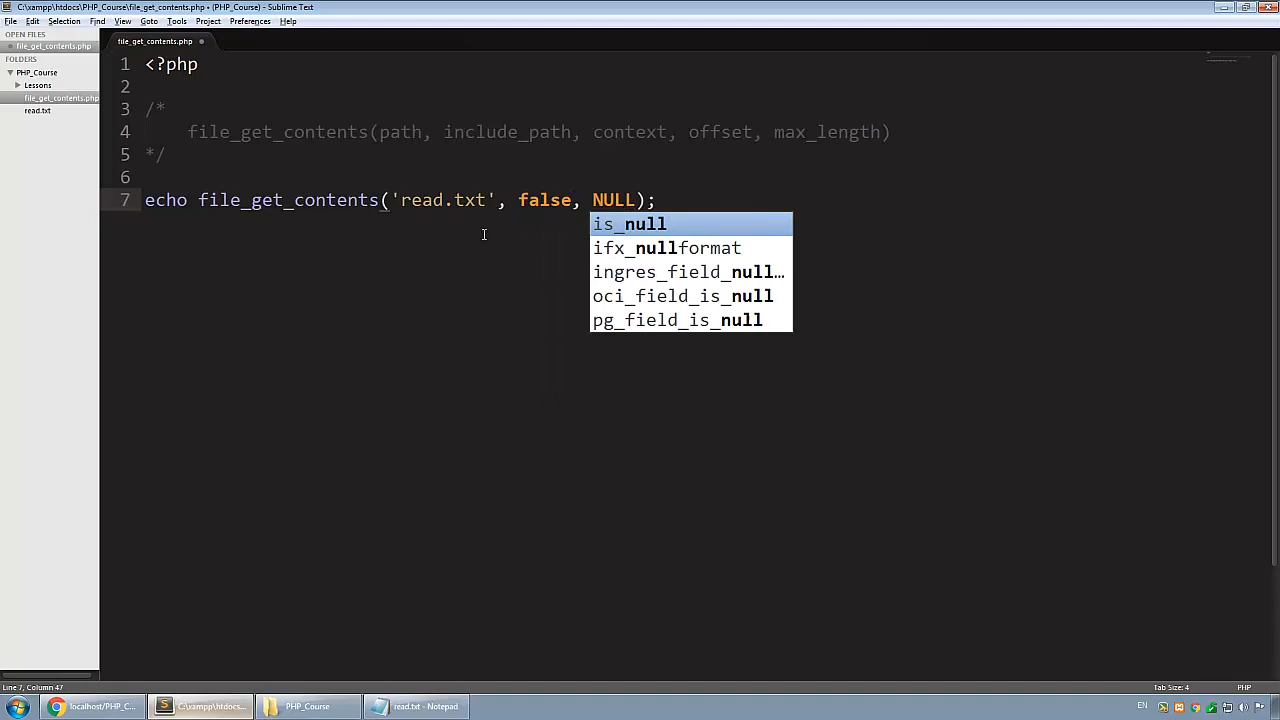 C:\xampp\htdocs\PHP_Course\file_get_contents.php • (PHP_Course) - Sublime Text
File Edit Selection Find View Goto Tools Project Preferences Help
OPEN FILES
file_get_contents.php
FOLDERS
PHP_Course
Lessons
file_get_contents.php
read.txt
file_get_contents.php
1 <?php
2
3 /*
4 file_get_contents(path, include_path, context, offset, max_length)
5 */
6
7 echo file_get_contents('read.txt', false, NULL);
is_null
ifx_nullformat
ingres_field_null…
oci_field_is_null
pg_field_is_null
Line 7, Column 47
Tab Size: 4
PHP
localhost/PHP_C...
C:\xampp\htdocs...
PHP_Course
read.txt - Notepad
EN